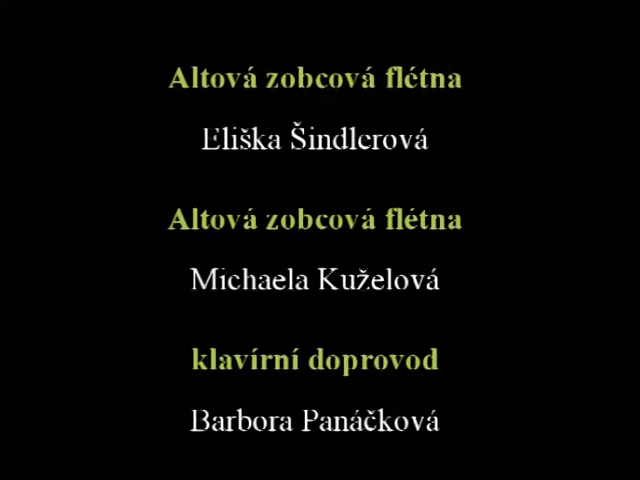 Altová zobcová flétna
Eliška Šindlerová
Altová zobcová flétna
Michaela Kuželová
klavírní doprovod
Barbora Panáčková